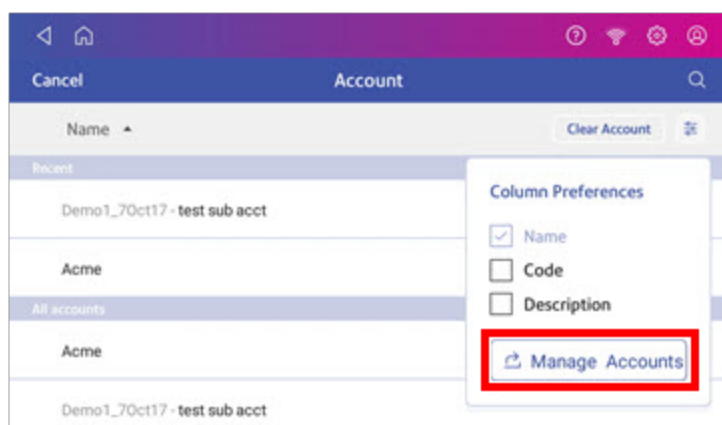 Cancel
Account
Name
Clear Account
Recent
Column Preferences
Demo1_7Oct17 - test sub acct
Name
Acme
Code
All accounts
Description
Acme
Manage Accounts
Demo1_7Oct17 - test sub acct